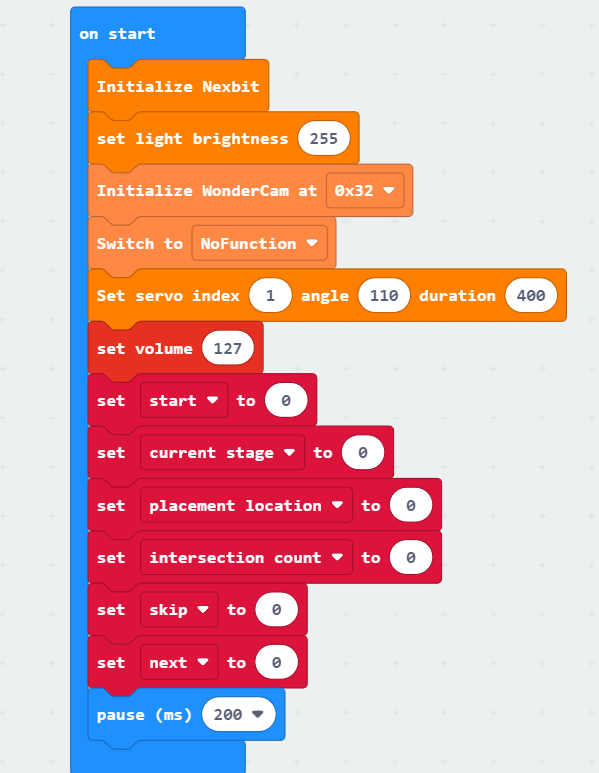 on start
Initialize Nexbit
set light brightness 255
Initialize WonderCam at 0x32
Switch to NoFunction
Set servo index 1 angle 110 duration 400
set volume 127
set start to 0
set current stage to 0
set placement location to 0
set intersection count to 0
set skip to 0
set next to 0
pause (ms) 200